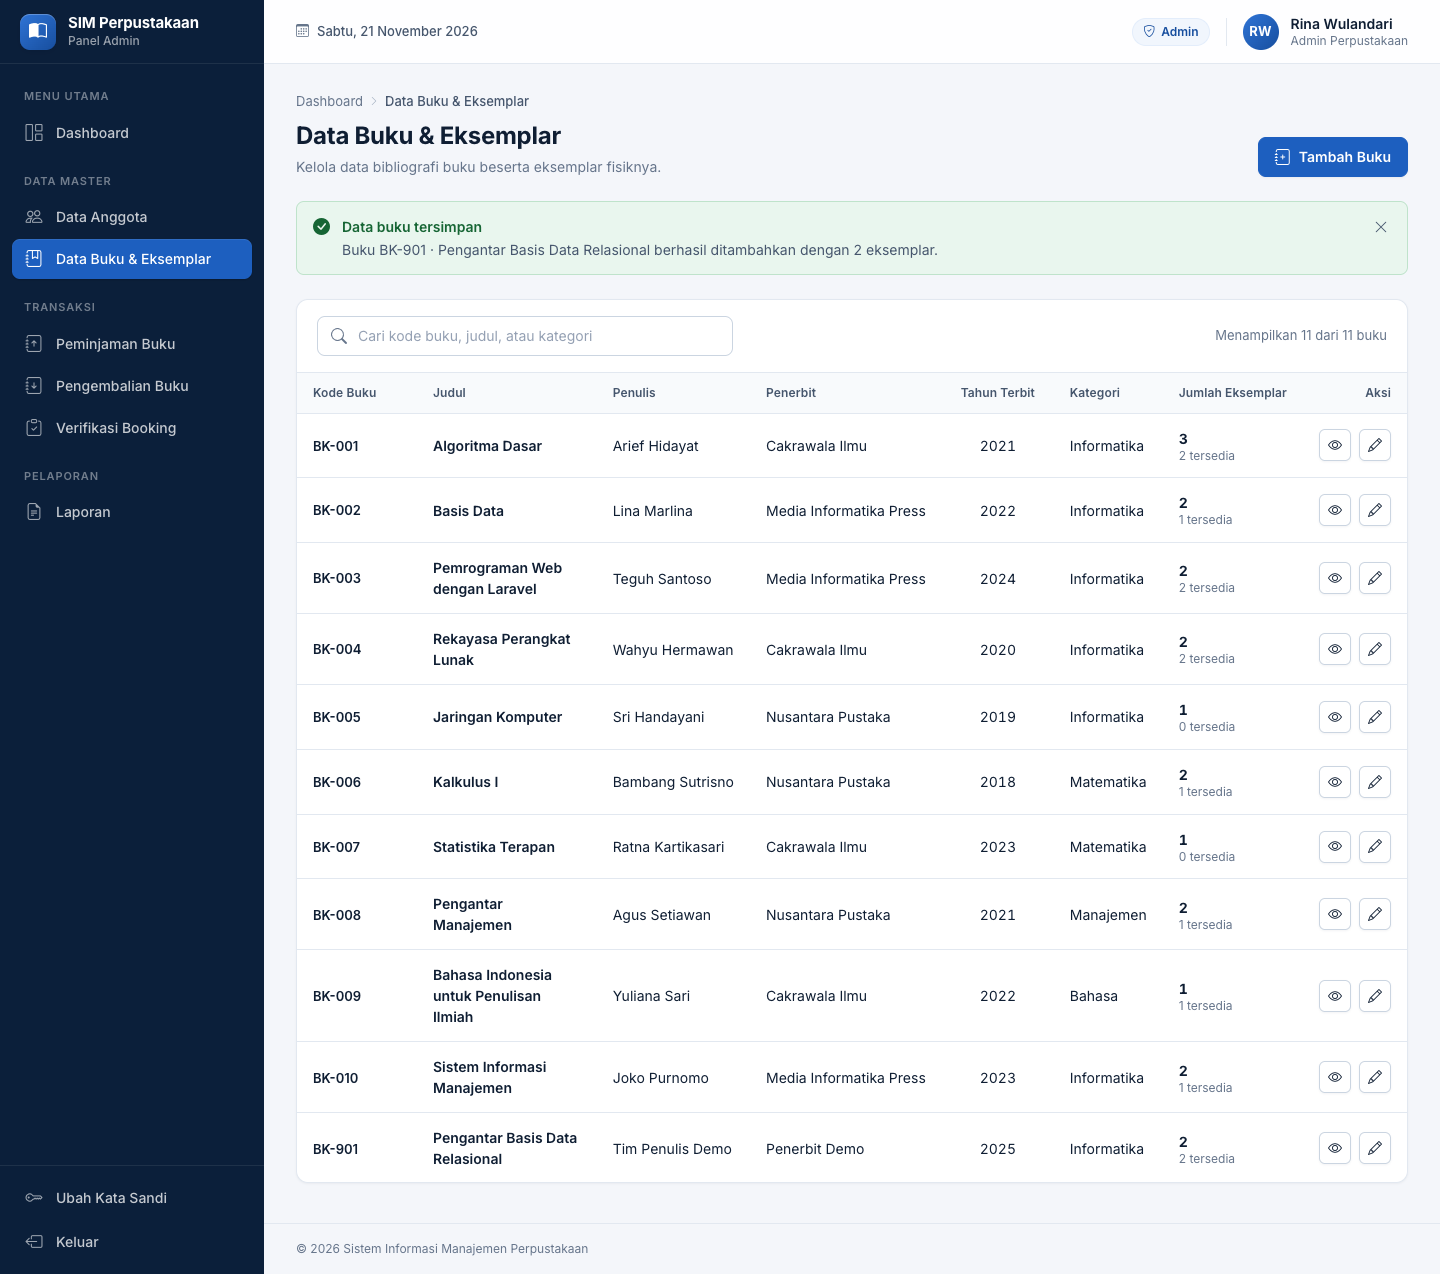 SIM Perpustakaan
Panel Admin
MENU UTAMA
Dashboard
DATA MASTER
Data Anggota
Data Buku & Eksemplar
TRANSAKSI
Peminjaman Buku
Pengembalian Buku
Verifikasi Booking
PELAPORAN
Laporan
Ubah Kata Sandi
Keluar
Sabtu, 21 November 2026
Admin
RW
Rina Wulandari
Admin Perpustakaan
Dashboard
Data Buku & Eksemplar
Data Buku & Eksemplar
Kelola data bibliografi buku beserta eksemplar fisiknya.
Tambah Buku
Data buku tersimpan
Buku BK-901 · Pengantar Basis Data Relasional berhasil ditambahkan dengan 2 eksemplar.
Cari kode buku, judul, atau kategori
Menampilkan 11 dari 11 buku
Kode Buku Judul Penulis Penerbit Tahun Terbit Kategori Jumlah Eksemplar Aksi
BK-001 Algoritma Dasar Arief Hidayat Cakrawala Ilmu 2021 Informatika 3
2 tersedia
BK-002 Basis Data Lina Marlina Media Informatika Press 2022 Informatika 2
1 tersedia
BK-003 Pemrograman Web
dengan Laravel Teguh Santoso Media Informatika Press 2024 Informatika 2
2 tersedia
BK-004 Rekayasa Perangkat
Lunak Wahyu Hermawan Cakrawala Ilmu 2020 Informatika 2
2 tersedia
BK-005 Jaringan Komputer Sri Handayani Nusantara Pustaka 2019 Informatika 1
0 tersedia
BK-006 Kalkulus I Bambang Sutrisno Nusantara Pustaka 2018 Matematika 2
1 tersedia
BK-007 Statistika Terapan Ratna Kartikasari Cakrawala Ilmu 2023 Matematika 1
0 tersedia
BK-008 Pengantar
Manajemen Agus Setiawan Nusantara Pustaka 2021 Manajemen 2
1 tersedia
BK-009 Bahasa Indonesia
untuk Penulisan
Ilmiah Yuliana Sari Cakrawala Ilmu 2022 Bahasa 1
1 tersedia
BK-010 Sistem Informasi
Manajemen Joko Purnomo Media Informatika Press 2023 Informatika 2
1 tersedia
BK-901 Pengantar Basis Data
Relasional Tim Penulis Demo Penerbit Demo 2025 Informatika 2
2 tersedia
© 2026 Sistem Informasi Manajemen Perpustakaan